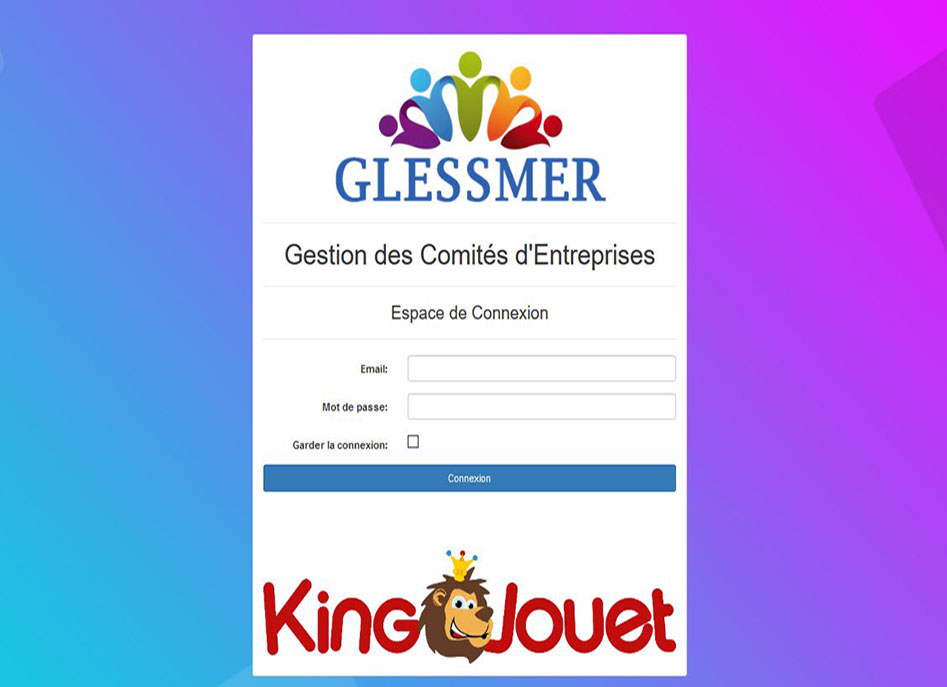 GLESSMER
Gestion des Comités d'Entreprises
Espace de Connexion
Email:
Mot de passe:
Garder la connexion:
Connexion
King Jouet